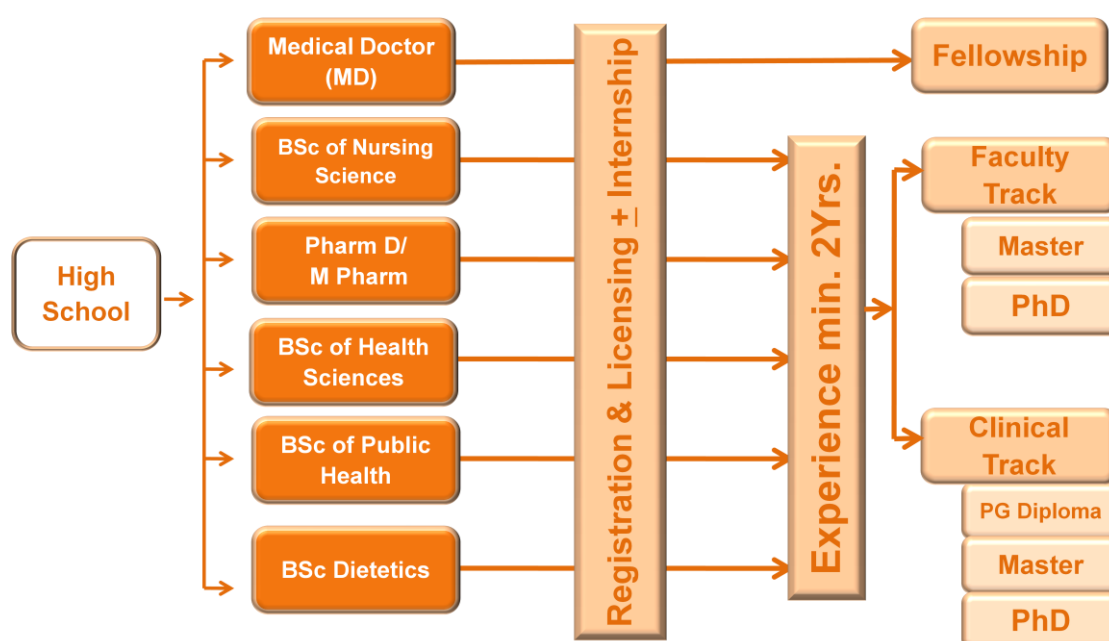 High
School
Medical Doctor
(MD)
BSc of Nursing
Science
Pharm D/
M Pharm
BSc of Health
Sciences
BSc of Public
Health
BSc Dietetics
Registration & Licensing + Internship
Experience min. 2Yrs.
Fellowship
Faculty
Track
Master
PhD
Clinical
Track
PG Diploma
Master
PhD